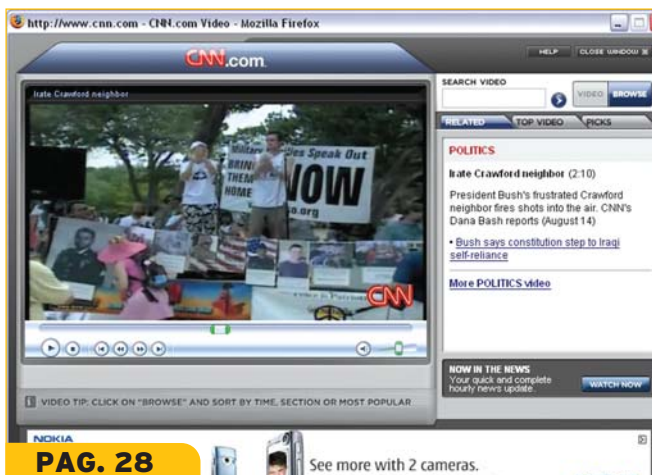 http://www.cnn.com - CNN.com Video - Mozilla Firefox
CNN.com
HELP
CLOSE WINDOW
Irate Crawford neighbor
Military Families Speak Out
BRING
THEM
HOME
NOW
CNN
SEARCH VIDEO
VIDEO
BROWSE
RELATED
TOP VIDEO
PICKS
POLITICS
Irate Crawford neighbor (2:10)
President Bush's frustrated Crawford
neighbor fires shots into the air. CNN's
Dana Bash reports (August 14)
• Bush says constitution step to Iraqi
self-reliance
More POLITICS video
NOW IN THE NEWS
Your quick and complete
hourly news update.
WATCH NOW
VIDEO TIP: CLICK ON "BROWSE" AND SORT BY TIME, SECTION OR MOST POPULAR
NOKIA
See more with 2 cameras.
PAG. 28